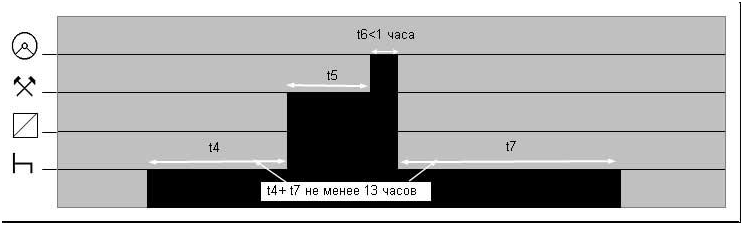 t6<1 часа
t5
t4
t7
t4+ t7 не менее 13 часов